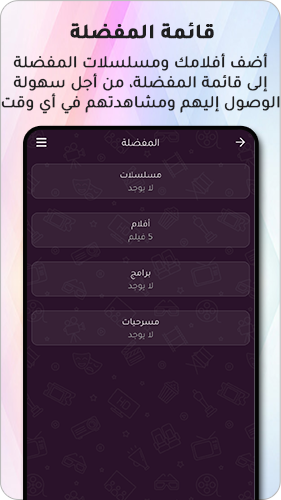 قائمة المفضلة
أضف أفلامك ومسلسلات المفضلة
إلى قائمة المفضلة، من أجل سهولة
الوصول إليهم ومشاهدتهم في أي وقت
المفضلة
مسلسلات
لا يوجد
أفلام
5 فيلم
برامج
لا يوجد
مسرحيات
لا يوجد